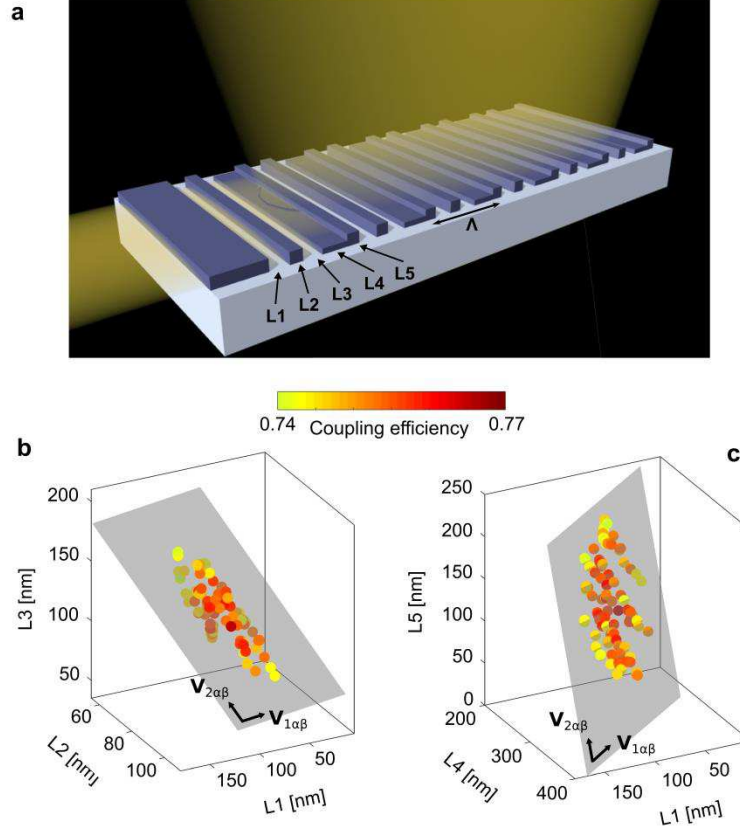 a
Λ
L1
L2
L3
L4
L5
0.74
Coupling efficiency
0.77
b
200
150
100
50
L3 [nm]
60
80
100
L2 [nm]
150
100
50
L1 [nm]
V2αβ
V1αβ
c
250
200
150
100
50
0
L5 [nm]
200
300
400
L4 [nm]
150
100
50
L1 [nm]
V2αβ
V1αβ